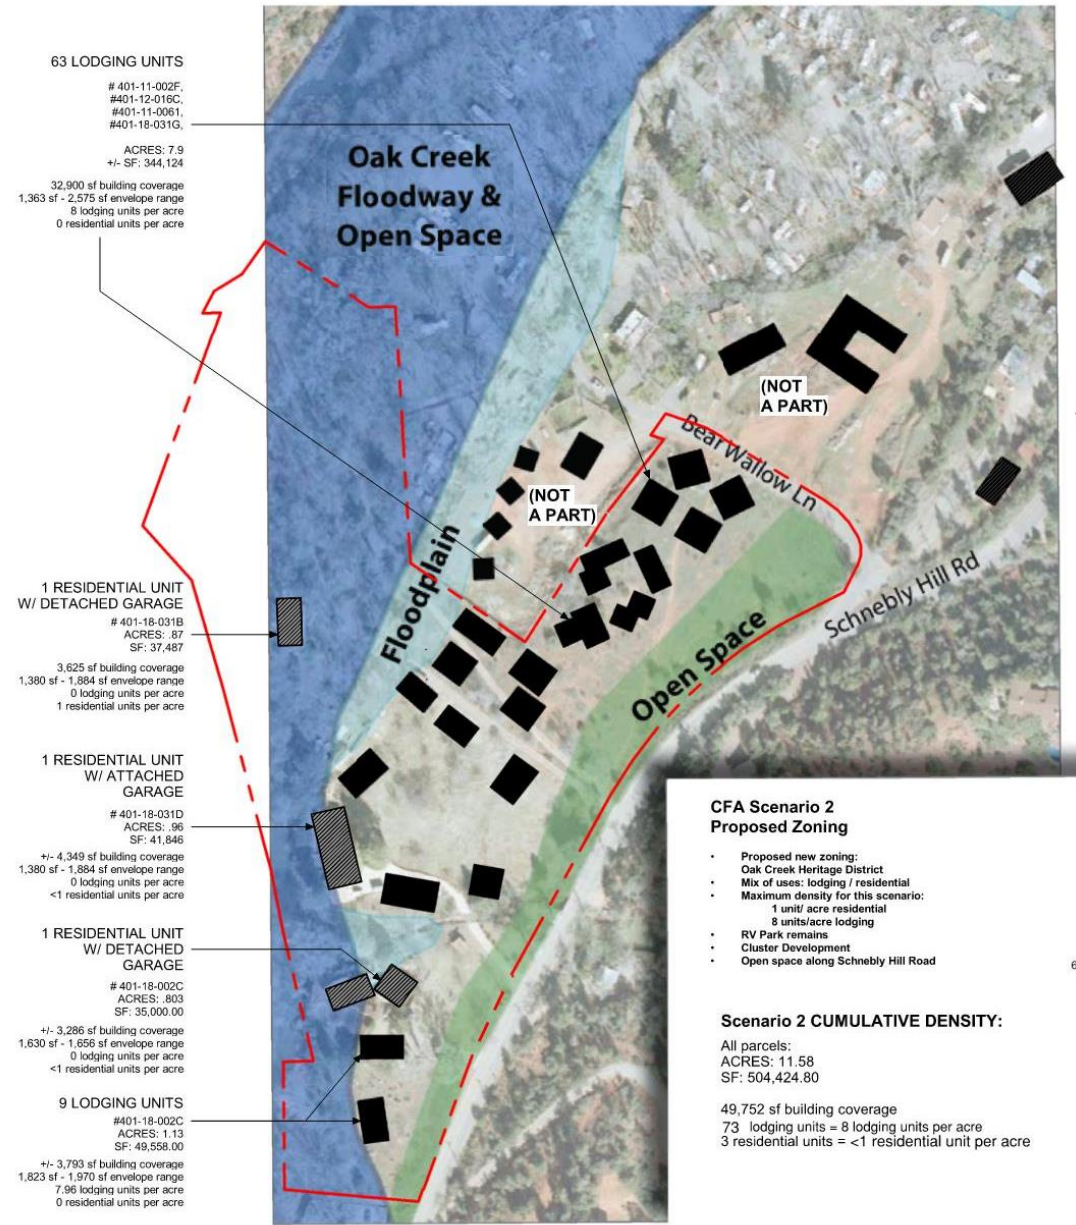 63 LODGING UNITS
# 401-11-002F,
#401-12-016C,
#401-11-0061,
#401-18-031G,
ACRES: 7.9
+/- SF: 344,124
32,900 sf building coverage
1,363 sf - 2,575 sf envelope range
8 lodging units per acre
0 residential units per acre
Oak Creek
Floodway &
Open Space
(NOT
A PART)
Bear Wallow Ln
(NOT
A PART)
Floodplain
Schnebly Hill Rd
Open Space
1 RESIDENTIAL UNIT
W/ DETACHED GARAGE
# 401-18-031B
ACRES: .87
SF: 37,487
3,625 sf building coverage
1,380 sf - 1,884 sf envelope range
0 lodging units per acre
1 residential units per acre
1 RESIDENTIAL UNIT
W/ ATTACHED
GARAGE
# 401-18-031D
ACRES: .96
SF: 41,846
+/- 4,349 sf building coverage
1,380 sf - 1,884 sf envelope range
0 lodging units per acre
<1 residential units per acre
1 RESIDENTIAL UNIT
W/ DETACHED
GARAGE
# 401-18-002C
ACRES: .803
SF: 35,000.00
+/- 3,286 sf building coverage
1,630 sf - 1,656 sf envelope range
0 lodging units per acre
<1 residential units per acre
9 LODGING UNITS
#401-18-002C
ACRES: 1.13
SF: 49,558.00
+/- 3,793 sf building coverage
1,823 sf - 1,970 sf envelope range
7.96 lodging units per acre
0 residential units per acre
CFA Scenario 2
Proposed Zoning
• Proposed new zoning:
Oak Creek Heritage District
• Mix of uses: lodging / residential
• Maximum density for this scenario:
1 unit/ acre residential
8 units/acre lodging
• RV Park remains
• Cluster Development
• Open space along Schnebly Hill Road
6
Scenario 2 CUMULATIVE DENSITY:
All parcels:
ACRES: 11.58
SF: 504,424.80
49,752 sf building coverage
73 lodging units = 8 lodging units per acre
3 residential units = <1 residential unit per acre